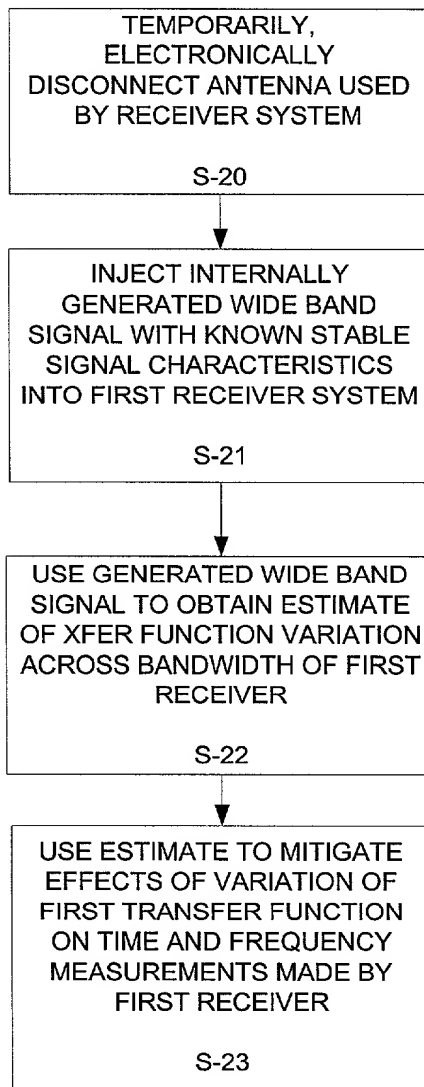 TEMPORARILY,
ELECTRONICALLY
DISCONNECT ANTENNA USED
BY RECEIVER SYSTEM
S-20
INJECT INTERNALLY
GENERATED WIDE BAND
SIGNAL WITH KNOWN STABLE
SIGNAL CHARACTERISTICS
INTO FIRST RECEIVER SYSTEM
S-21
USE GENERATED WIDE BAND
SIGNAL TO OBTAIN ESTIMATE
OF XFER FUNCTION VARIATION
ACROSS BANDWIDTH OF FIRST
RECEIVER
S-22
USE ESTIMATE TO MITIGATE
EFFECTS OF VARIATION OF
FIRST TRANSFER FUNCTION
ON TIME AND FREQUENCY
MEASUREMENTS MADE BY
FIRST RECEIVER
S-23